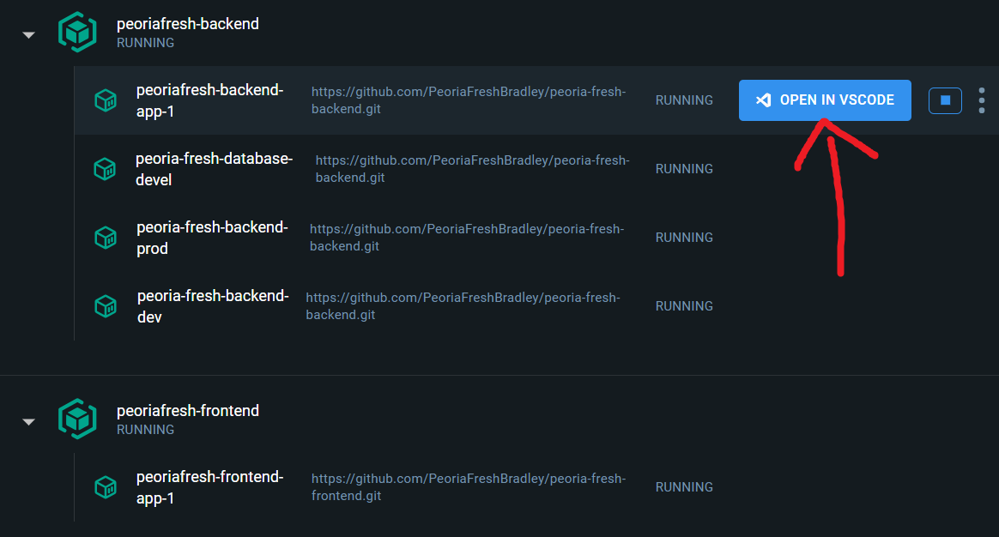 peoriafresh-backend
RUNNING
peoriafresh-backend-
app-1
https://github.com/PeoriaFreshBradley/peoria-fresh-
backend.git
RUNNING
OPEN IN VSCODE
peoria-fresh-database-
devel
https://github.com/PeoriaFreshBradley/peoria-fresh-
backend.git
RUNNING
peoria-fresh-backend-
prod
https://github.com/PeoriaFreshBradley/peoria-fresh-
backend.git
RUNNING
peoria-fresh-backend-
dev
https://github.com/PeoriaFreshBradley/peoria-fresh-
backend.git
RUNNING
peoriafresh-frontend
RUNNING
peoriafresh-frontend-
app-1
https://github.com/PeoriaFreshBradley/peoria-fresh-
frontend.git
RUNNING